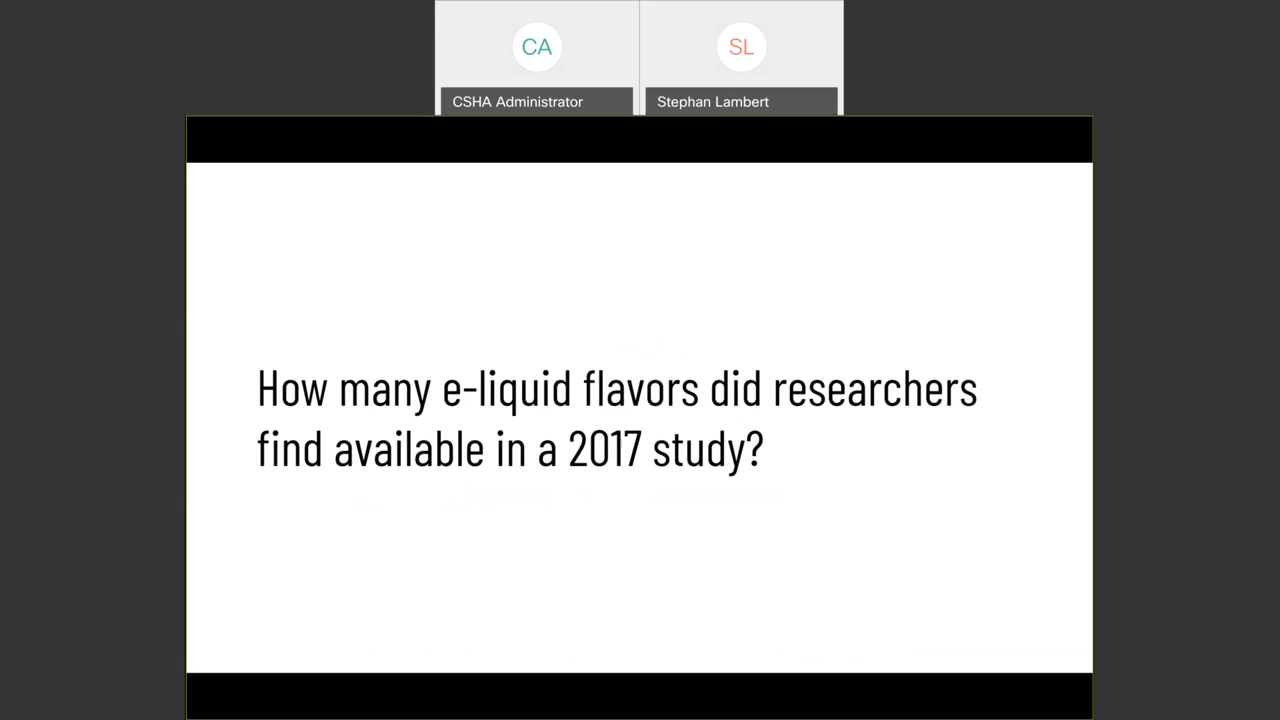 CA
SL
CSHA Administrator
Stephan Lambert
How many e-liquid flavors did researchers
find available in a 2017 study?